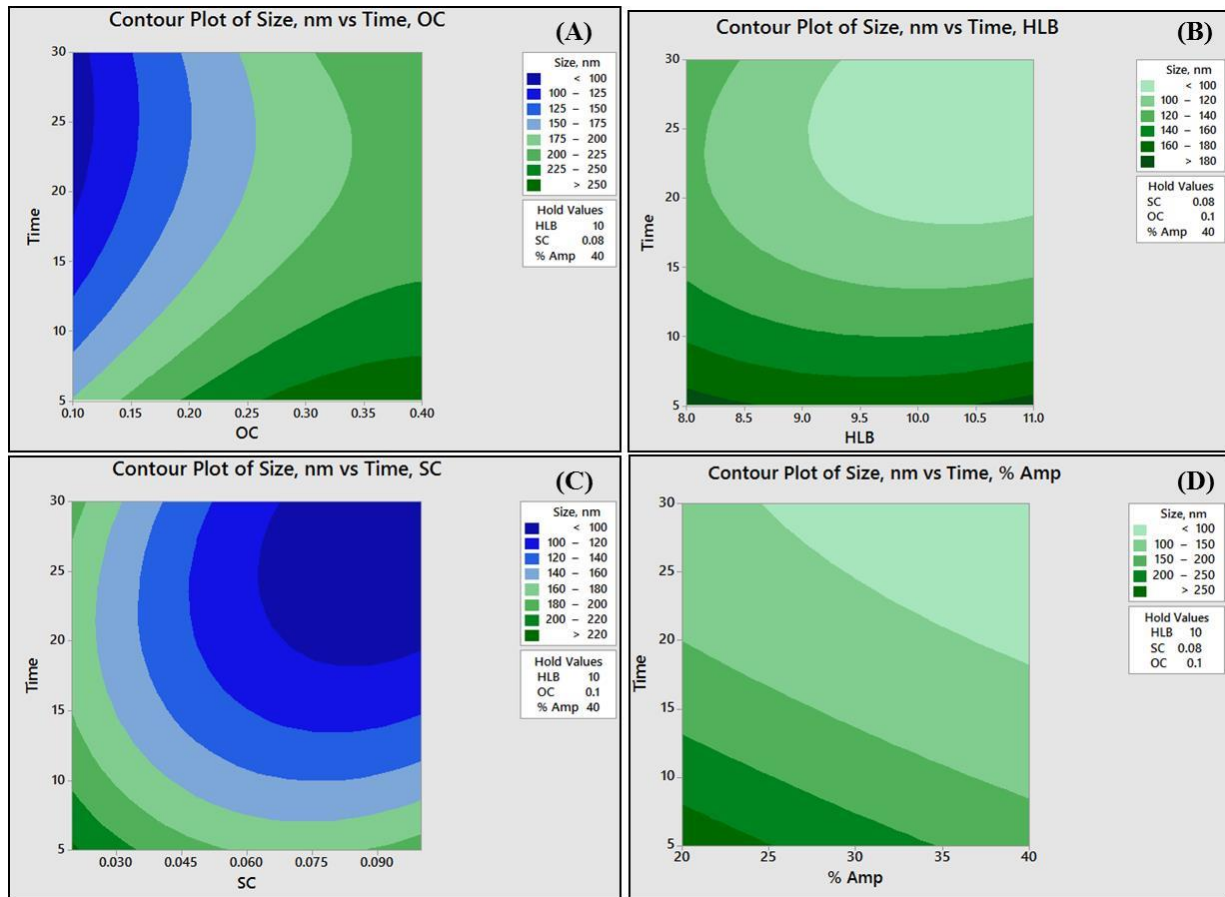 Contour Plot of Size, nm vs Time, OC
(A)
Time
30
25
20
15
10
5
0.10 0.15 0.20 0.25 0.30 0.35 0.40
OC
Size, nm
< 100
100 – 125
125 – 150
150 – 175
175 – 200
200 – 225
225 – 250
> 250
Hold Values
HLB 10
SC 0.08
% Amp 40
Contour Plot of Size, nm vs Time, HLB
(B)
Time
30
25
20
15
10
5
8.0 8.5 9.0 9.5 10.0 10.5 11.0
HLB
Size, nm
< 100
100 – 120
120 – 140
140 – 160
160 – 180
> 180
Hold Values
SC 0.08
OC 0.1
% Amp 40
Contour Plot of Size, nm vs Time, SC
(C)
Time
30
25
20
15
10
5
0.030 0.045 0.060 0.075 0.090
SC
Size, nm
< 100
100 – 120
120 – 140
140 – 160
160 – 180
180 – 200
200 – 220
> 220
Hold Values
HLB 10
OC 0.1
% Amp 40
Contour Plot of Size, nm vs Time, % Amp
(D)
Time
30
25
20
15
10
5
20 25 30 35 40
% Amp
Size, nm
< 100
100 – 150
150 – 200
200 – 250
> 250
Hold Values
HLB 10
SC 0.08
OC 0.1